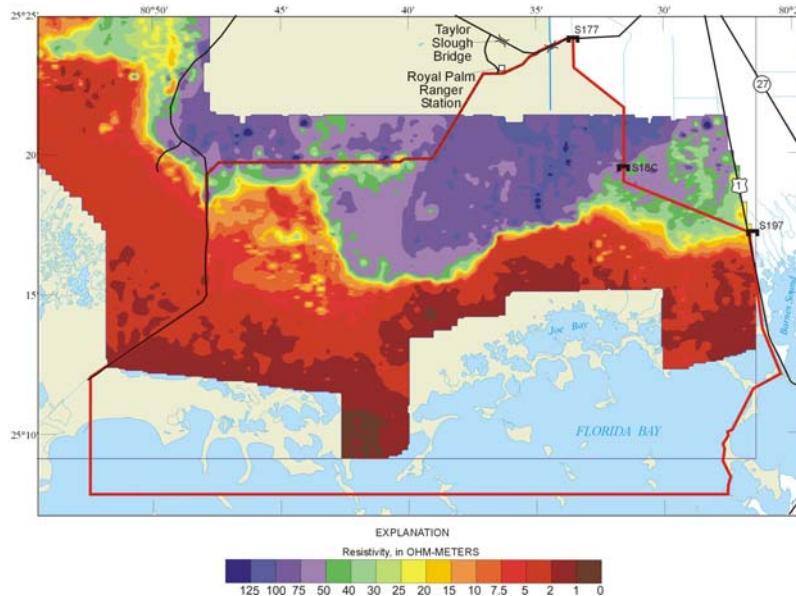 25°25'
80°50'
45'
40'
35'
30'
Taylor
Slough
Bridge
S177
Royal Palm
Ranger
Station
27
20'
S18C
1
S197
15'
Joe Bay
Barnes Sound
25°10'
FLORIDA BAY
EXPLANATION
Resistivity, in OHM-METERS
125 100 75 50 40 30 25 20 15 10 7.5 5 2 1 0